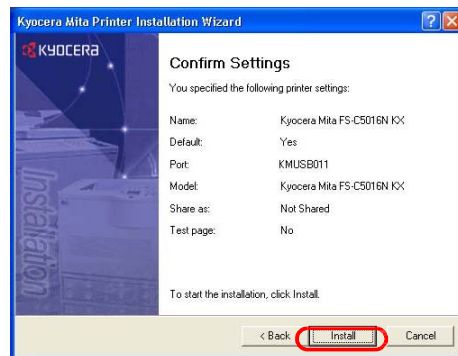 Kyocera Mita Printer Installation Wizard
KYOCERA
Confirm Settings
You specified the following printer settings:
Name: Kyocera Mita FS-C5016N KX
Default: Yes
Port: KMUSB011
Model: Kyocera Mita FS-C5016N KX
Share as: Not Shared
Test page: No
Installation
To start the installation, click Install.
< Back Install Cancel